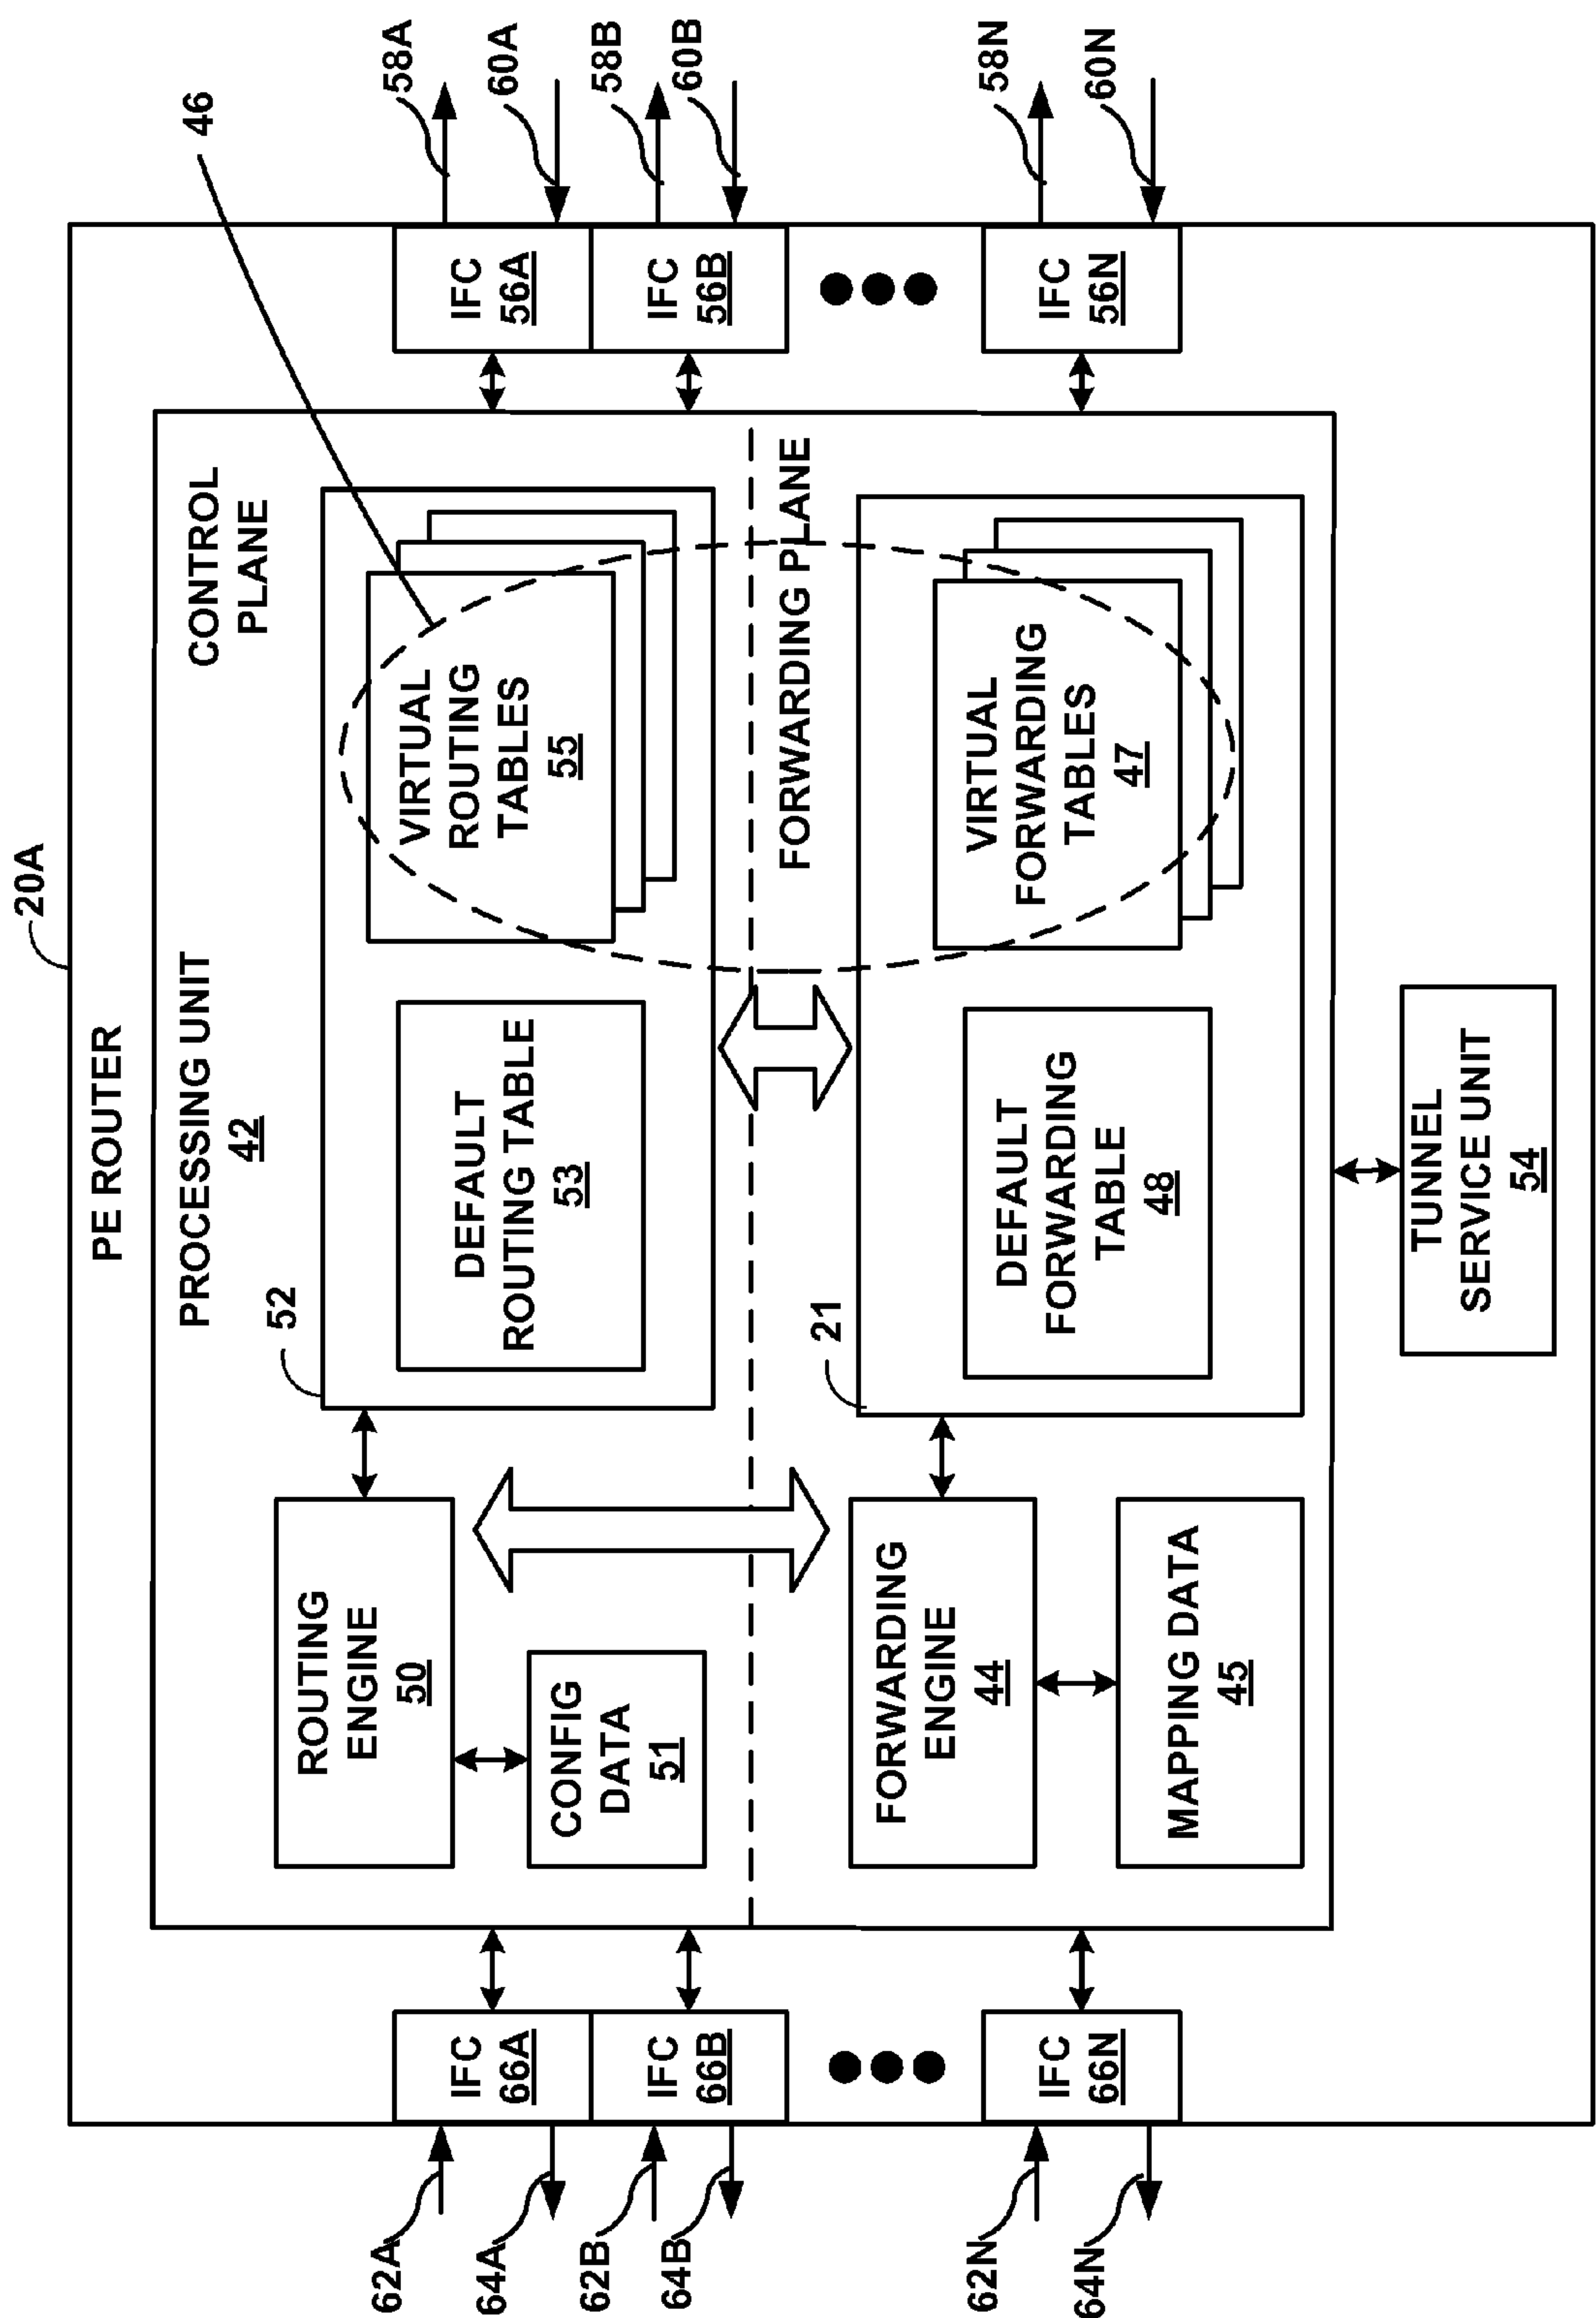 20A
46
PE ROUTER
PROCESSING UNIT
42
CONTROL
PLANE
52
ROUTING
ENGINE
50
CONFIG
DATA
51
DEFAULT
ROUTING TABLE
53
VIRTUAL
ROUTING
TABLES
55
FORWARDING PLANE
21
FORWARDING
ENGINE
44
MAPPING DATA
45
DEFAULT
FORWARDING
TABLE
48
VIRTUAL
FORWARDING
TABLES
47
TUNNEL
SERVICE UNIT
54
62A
64A
62B
64B
62N
64N
IFC
66A
IFC
66B
IFC
66N
IFC
56A
IFC
56B
IFC
56N
58A
60A
58B
60B
58N
60N